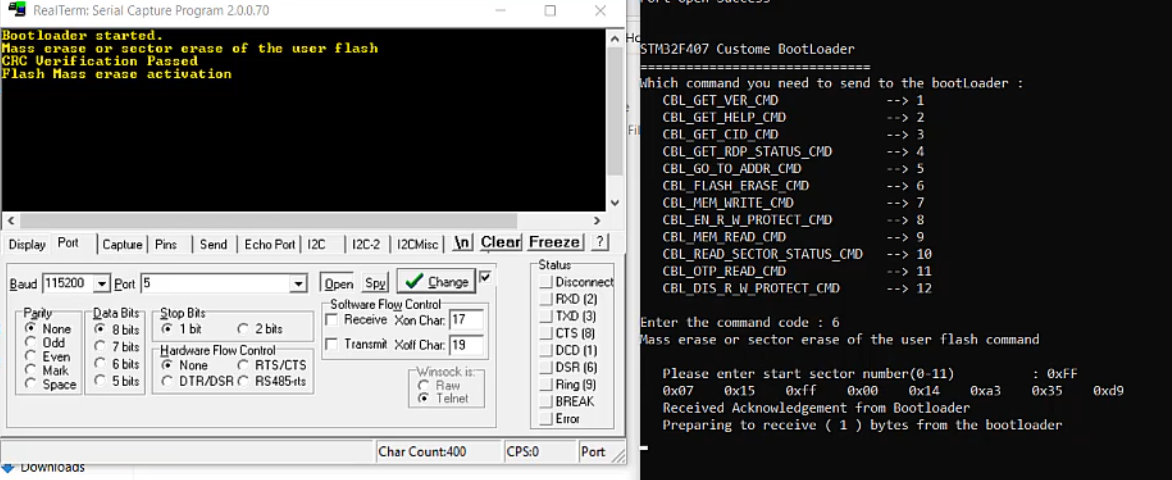 RealTerm: Serial Capture Program 2.0.0.70
Bootloader started.
Mass erase or sector erase of the user flash
CRC Verification Passed
Flash Mass erase activation
Display Port Capture Pins Send Echo Port I2C I2C-2 I2CMisc \n Clear Freeze ?
Baud 115200 Port 5 Open Spy Change
Parity
None
Odd
Even
Mark
Space
Data Bits
8 bits
7 bits
6 bits
5 bits
Stop Bits
1 bit 2 bits
Hardware Flow Control
None RTS/CTS
DTR/DSR RS485-rts
Software Flow Control
Receive Xon Char: 17
Transmit Xoff Char: 19
Winsock is:
Raw
Telnet
Status
Disconnect
RXD (2)
TXD (3)
CTS (8)
DCD (1)
DSR (6)
Ring (9)
BREAK
Error
Char Count:400 CPS:0 Port
Downloads
Port Open Success
STM32F407 Custome BootLoader
==============================
Which command you need to send to the bootLoader :
CBL_GET_VER_CMD --> 1
CBL_GET_HELP_CMD --> 2
CBL_GET_CID_CMD --> 3
CBL_GET_RDP_STATUS_CMD --> 4
CBL_GO_TO_ADDR_CMD --> 5
CBL_FLASH_ERASE_CMD --> 6
CBL_MEM_WRITE_CMD --> 7
CBL_EN_R_W_PROTECT_CMD --> 8
CBL_MEM_READ_CMD --> 9
CBL_READ_SECTOR_STATUS_CMD --> 10
CBL_OTP_READ_CMD --> 11
CBL_DIS_R_W_PROTECT_CMD --> 12
Enter the command code : 6
Mass erase or sector erase of the user flash command
Please enter start sector number(0-11) : 0xFF
0x07 0x15 0xff 0x00 0x14 0xa3 0x35 0xd9
Received Acknowledgement from Bootloader
Preparing to receive ( 1 ) bytes from the bootloader